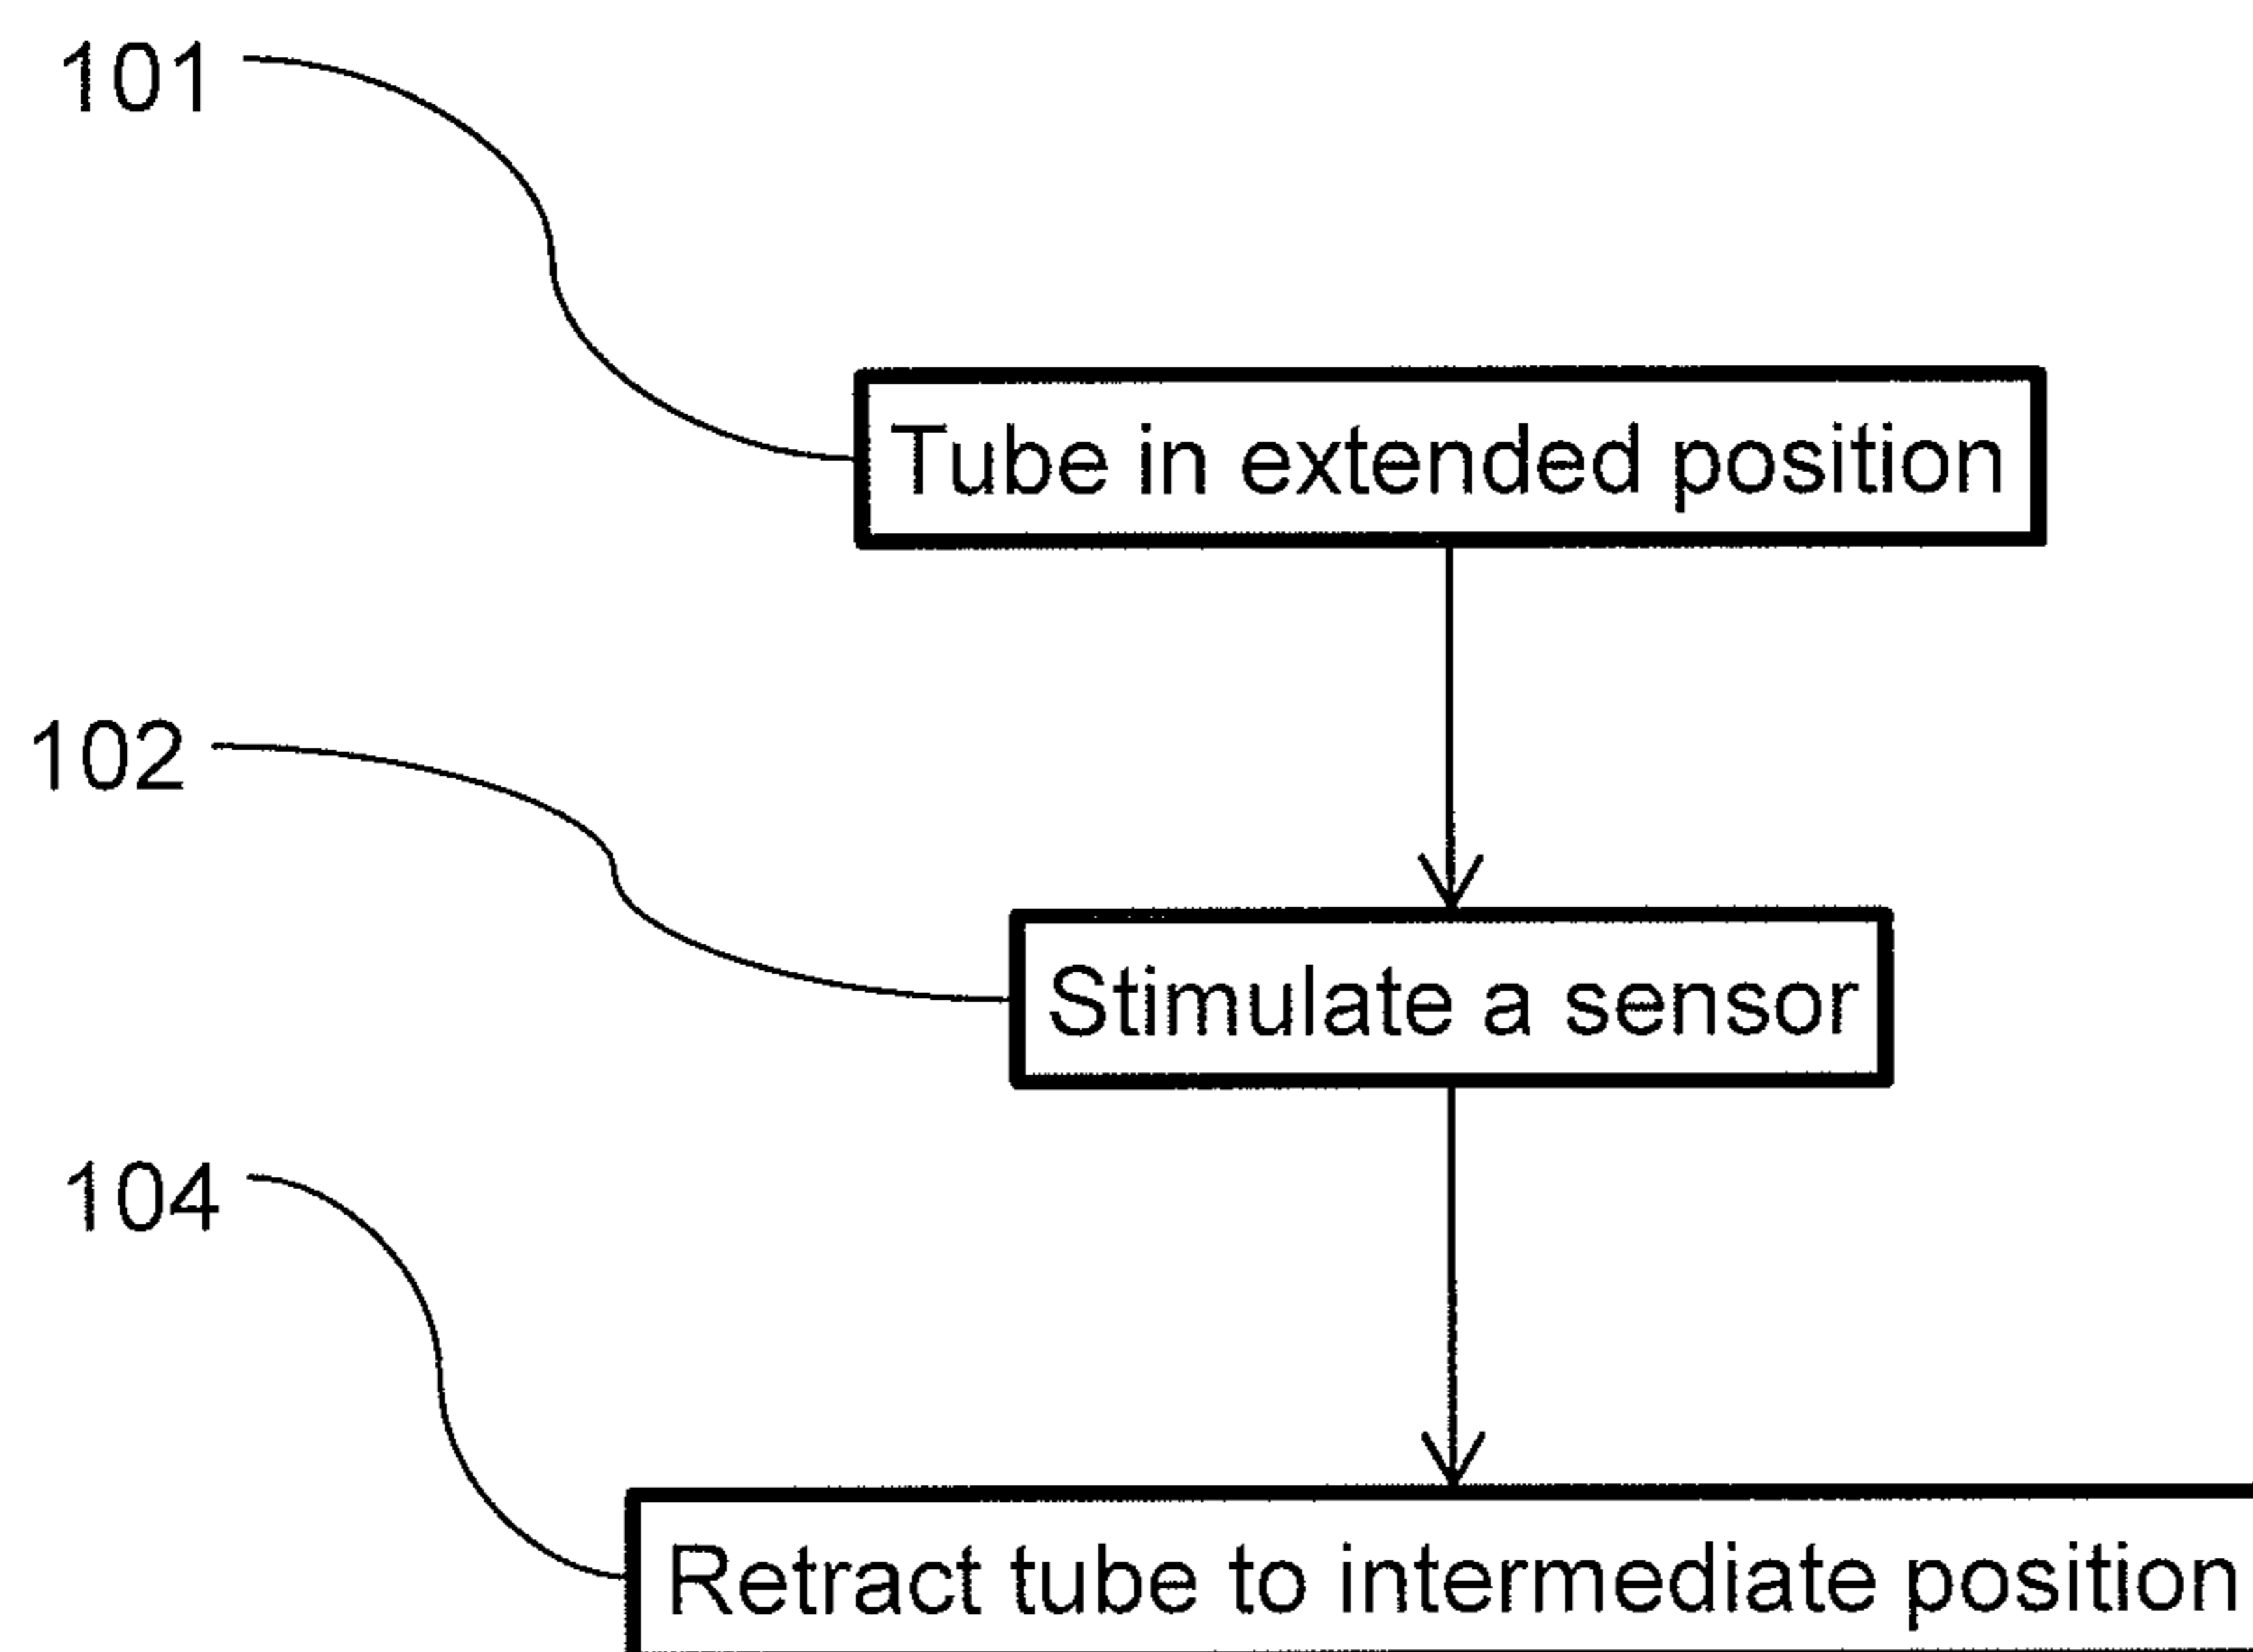 101
Tube in extended position
102
Stimulate a sensor
104
Retract tube to intermediate position